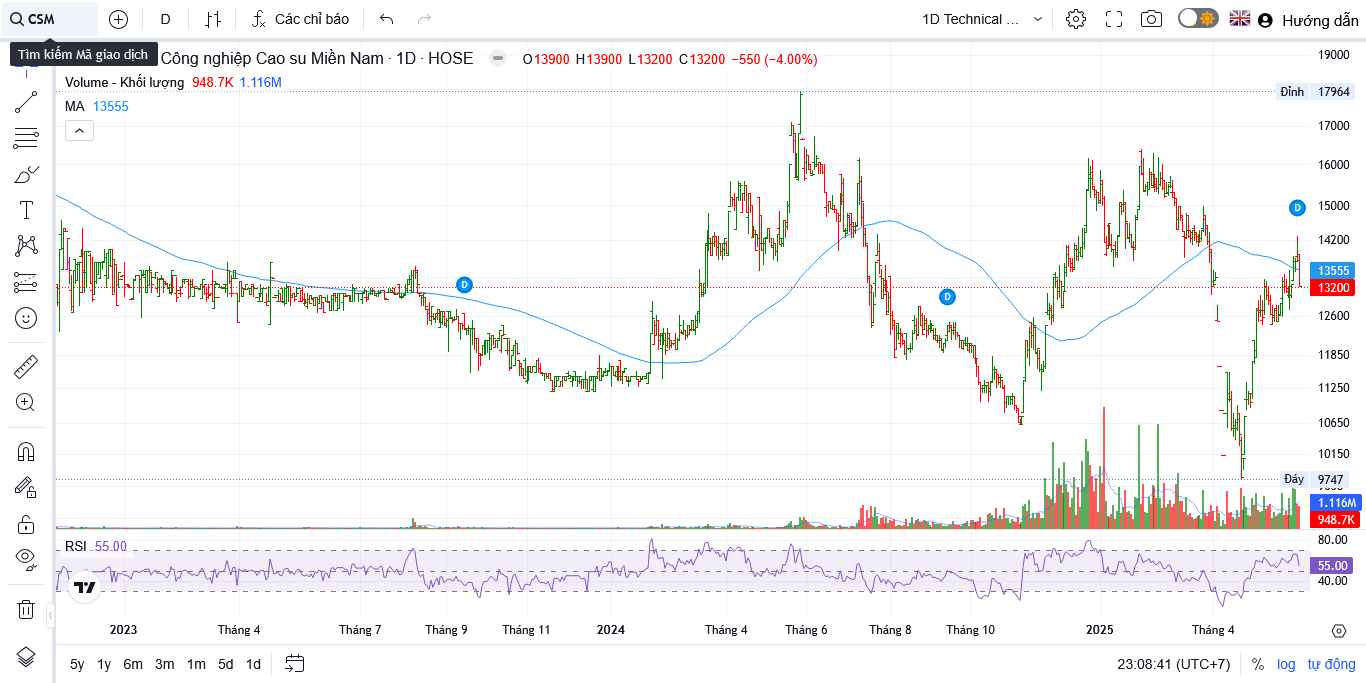 CSM
D
Các chỉ báo
1D Technical ...
Hướng dẫn
Tìm kiếm Mã giao dịch
Công nghiệp Cao su Miền Nam · 1D · HOSE
O13900 H13900 L13200 C13200 −550 (−4.00%)
Volume - Khối lượng 948.7K 1.116M
MA 13555
19000
Đỉnh 17964
17000
16000
15000
D
14200
13555
D
13200
D
12600
11850
11250
10650
10150
Đáy 9747
1.116M
948.7K
80.00
RSI 55.00
55.00
40.00
2023 Tháng 4 Tháng 7 Tháng 9 Tháng 11 2024 Tháng 4 Tháng 6 Tháng 8 Tháng 10 2025 Tháng 4
5y 1y 6m 3m 1m 5d 1d
23:08:41 (UTC+7) % log tự động